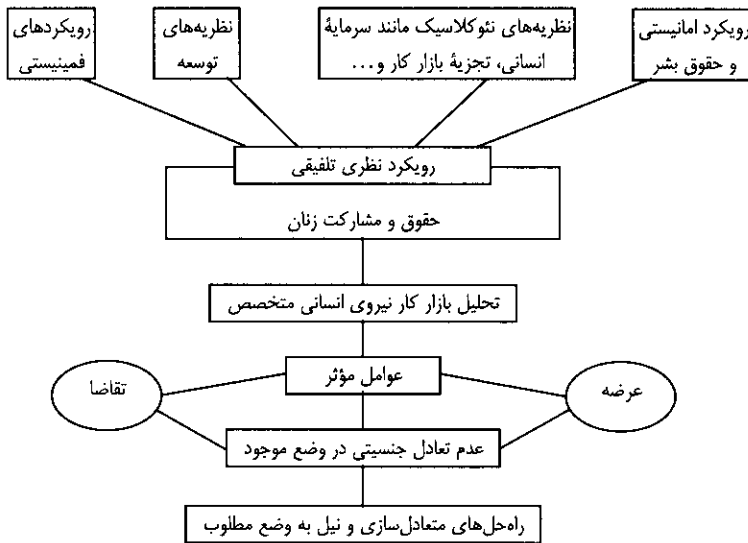 رویکرد امانیستی
و حقوق بشر
نظریه‌های نئوکلاسیک مانند سرمایهٔ
انسانی، تجزیهٔ بازار کار و...
نظریه‌های
توسعه
رویکردهای
فمینیستی
رویکرد نظری تلفیقی
حقوق و مشارکت زنان
تحلیل بازار کار نیروی انسانی متخصص
عوامل مؤثر
عرضه
تقاضا
عدم تعادل جنسیتی در وضع موجود
راه‌حل‌های متعادل‌سازی و نیل به وضع مطلوب